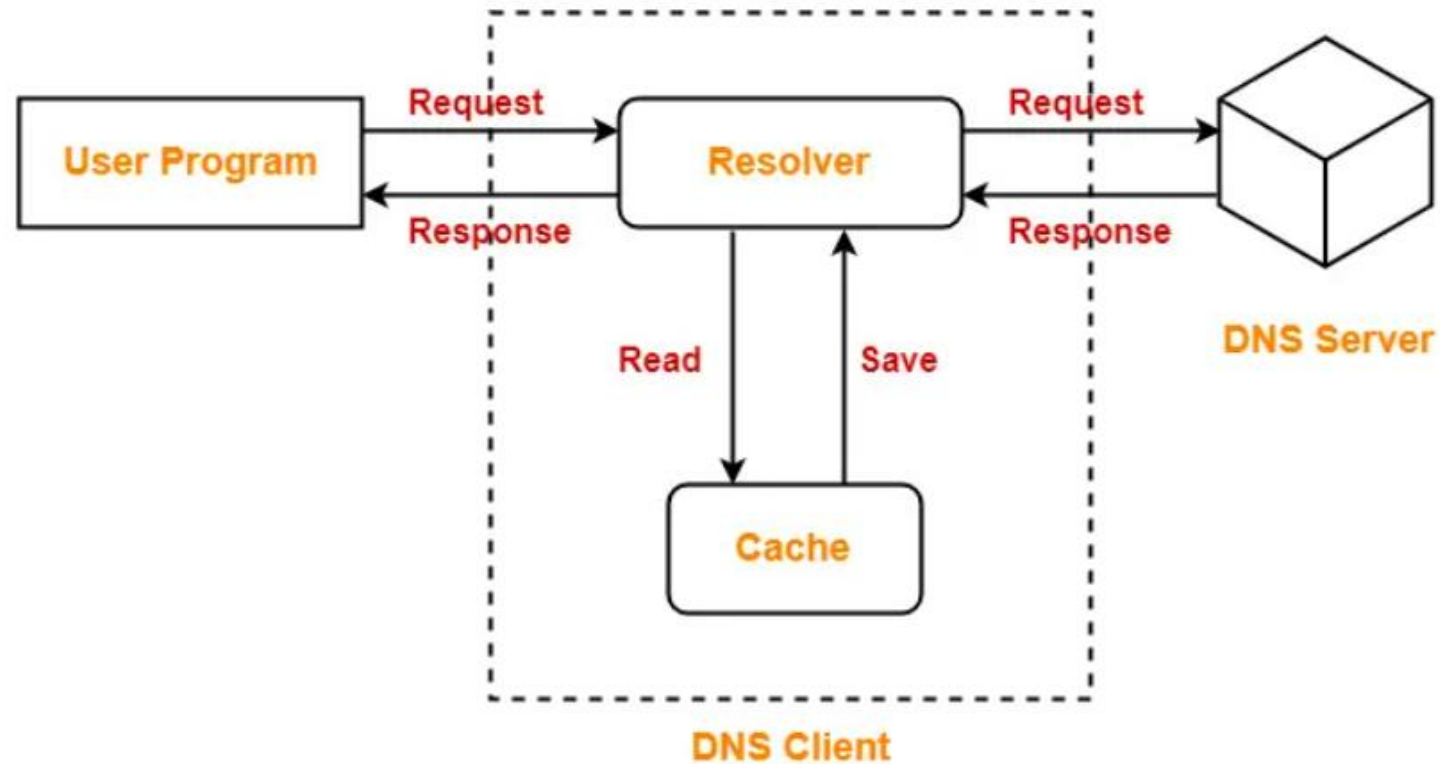 Request
Request
User Program
Resolver
Response
Response
DNS Server
Read
Save
Cache
DNS Client